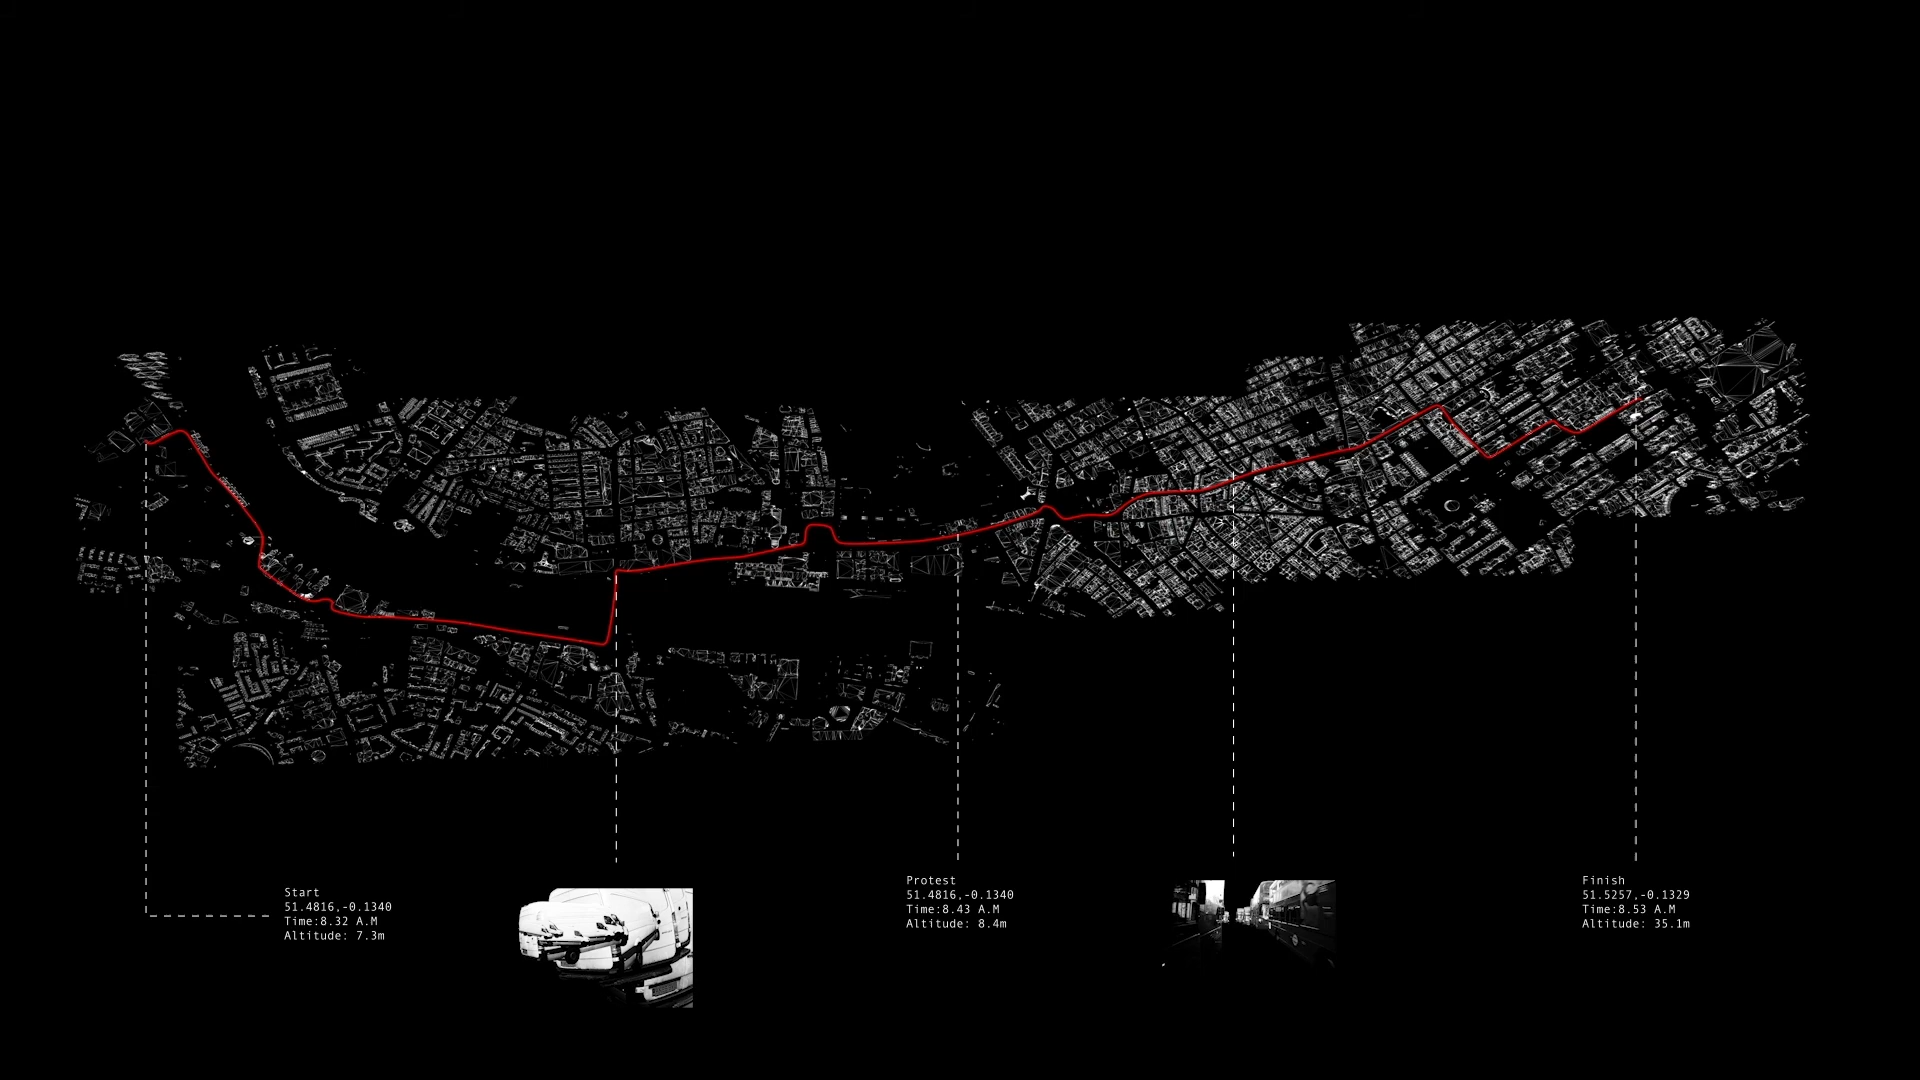 Start
51.4816,-0.1340
Time:8.32 A.M
Altitude: 7.3m
Protest
51.4816,-0.1340
Time:8.43 A.M
Altitude: 8.4m
Finish
51.5257,-0.1329
Time:8.53 A.M
Altitude: 35.1m